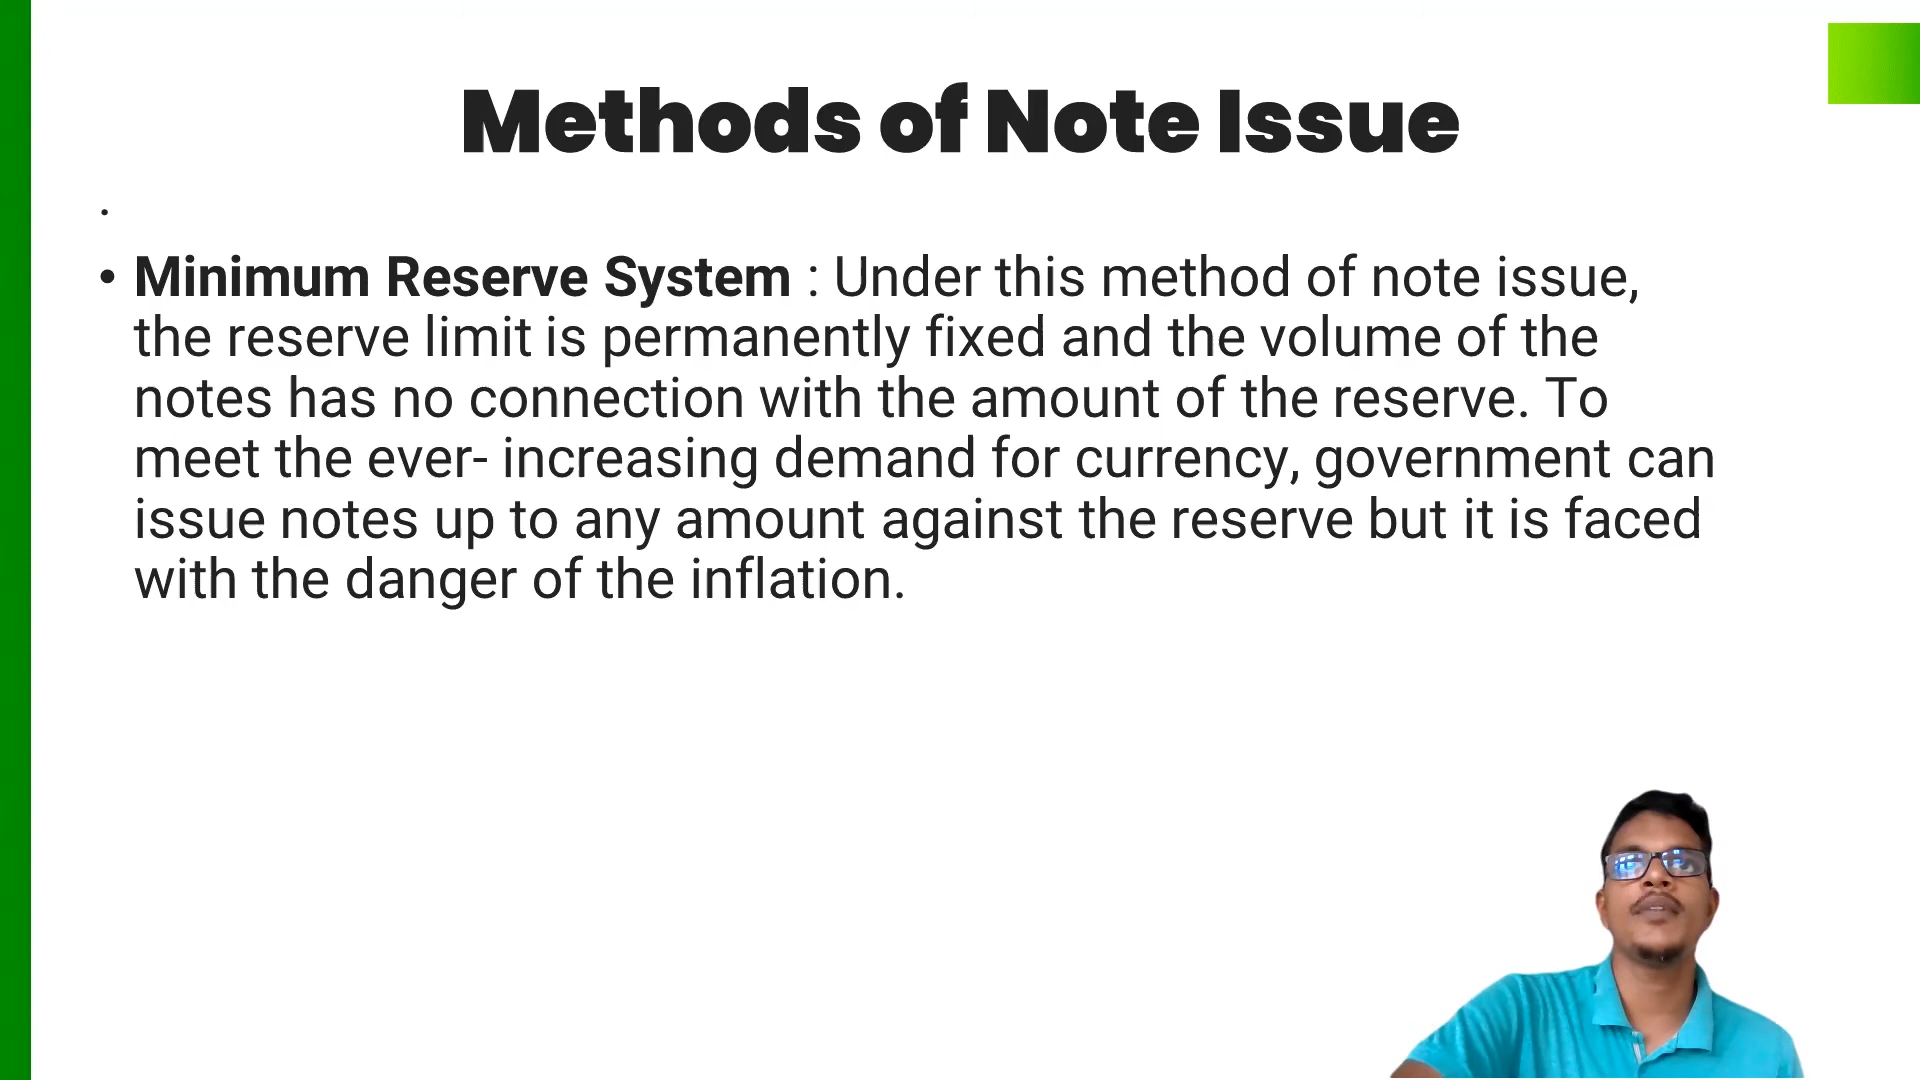 Methods of Note Issue
.
• Minimum Reserve System : Under this method of note issue,
the reserve limit is permanently fixed and the volume of the
notes has no connection with the amount of the reserve. To
meet the ever- increasing demand for currency, government can
issue notes up to any amount against the reserve but it is faced
with the danger of the inflation.